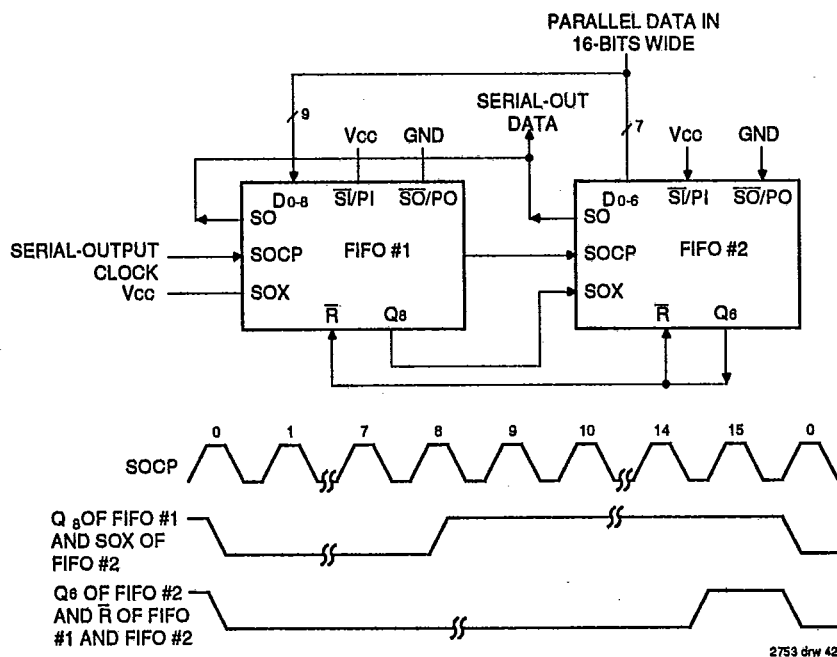 PARALLEL DATA IN
16-BITS WIDE
SERIAL-OUT
DATA
9
7
Vcc
GND
Vcc
GND
D0-8
SI/PI
SO/PO
D0-6
SI/PI
SO/PO
SO
SO
SERIAL-OUTPUT
CLOCK
SOCP
FIFO #1
SOCP
FIFO #2
Vcc
SOX
SOX
R
Q8
R
Q6
0 1 7 8 9 10 14 15 0
SOCP
Q 8 OF FIFO #1
AND SOX OF
FIFO #2
Q6 OF FIFO #2
AND R OF FIFO
#1 AND FIFO #2
2753 drw 42